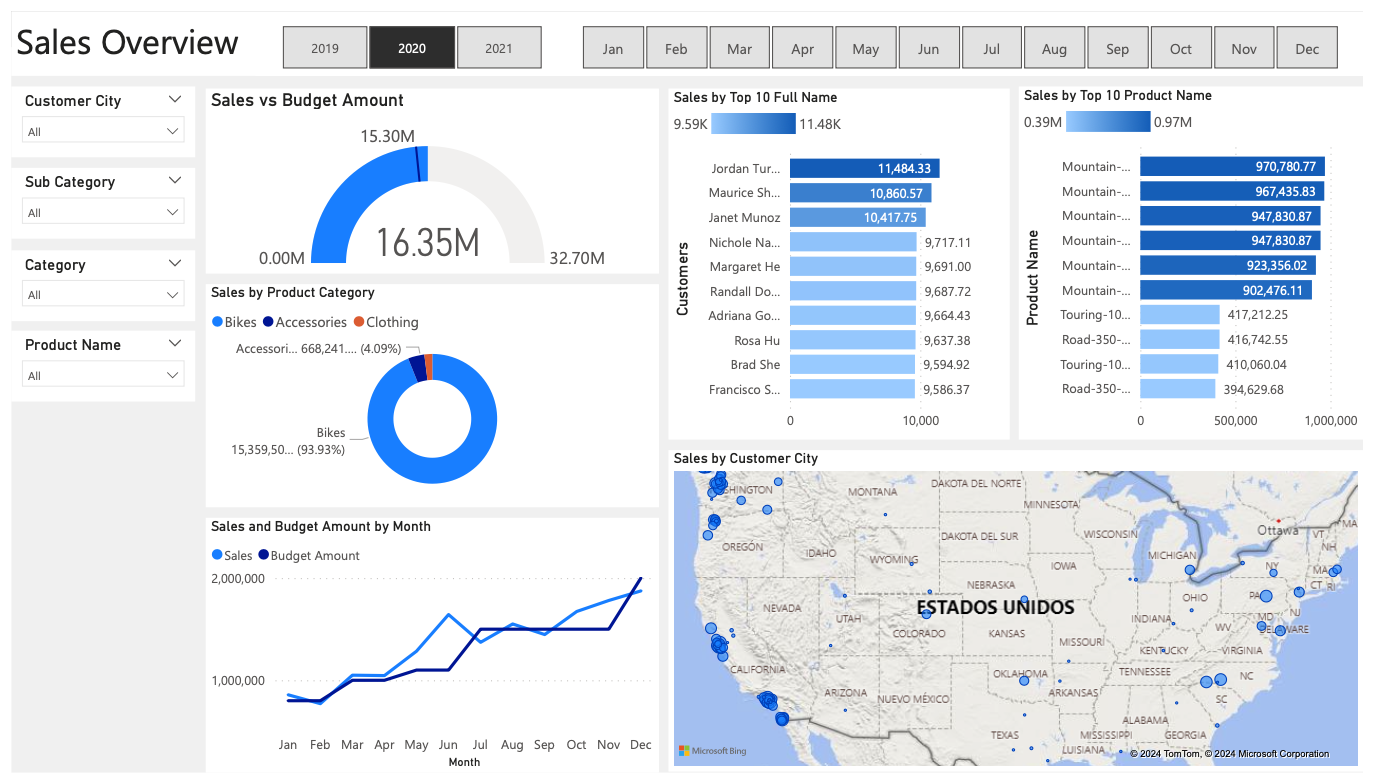 Sales Overview
2019
2020
2021
Jan
Feb
Mar
Apr
May
Jun
Jul
Aug
Sep
Oct
Nov
Dec
Customer City
All
Sub Category
All
Category
All
Product Name
All
Sales vs Budget Amount
15.30M
16.35M
0.00M
32.70M
Sales by Product Category
Bikes
Accessories
Clothing
Accessori... 668,241.... (4.09%)
Bikes
15,359,50... (93.93%)
Sales and Budget Amount by Month
Sales
Budget Amount
2,000,000
1,000,000
Jan
Feb
Mar
Apr
May
Jun
Jul
Aug
Sep
Oct
Nov
Dec
Month
Sales by Top 10 Full Name
9.59K
11.48K
Customers
Jordan Tur... 11,484.33
Maurice Sh... 10,860.57
Janet Munoz 10,417.75
Nichole Na... 9,717.11
Margaret He 9,691.00
Randall Do... 9,687.72
Adriana Go... 9,664.43
Rosa Hu 9,637.38
Brad She 9,594.92
Francisco S... 9,586.37
0
10,000
Sales by Top 10 Product Name
0.39M
0.97M
Product Name
Mountain-... 970,780.77
Mountain-... 967,435.83
Mountain-... 947,830.87
Mountain-... 947,830.87
Mountain-... 923,356.02
Mountain-... 902,476.11
Touring-10... 417,212.25
Road-350-... 416,742.55
Touring-10... 410,060.04
Road-350-... 394,629.68
0
500,000
1,000,000
Sales by Customer City
DAKOTA DEL NORTE
MONTANA
MINNESOTA
Ottawa
MA
VT
NH
WISCONSIN
DAKOTA DEL SUR
OREGÓN
IDAHO
WYOMING
MICHIGAN
IOWA
NY
MA
CT
RI
NEBRASKA
PA
OHIO
NJ
ESTADOS UNIDOS
NEVADA
UTAH
COLORADO
KANSAS
MISSOURI
INDIANA
WV
MD
DELAWARE
KENTUCKY
VIRGINIA
CALIFORNIA
OKLAHOMA
TENNESSEE
NC
ARIZONA
NUEVO MÉXICO
ARKANSAS
SC
ALABAMA
TEXAS
MISSISSIPPI
GEORGIA
LUISIANA
Microsoft Bing
© 2024 TomTom, © 2024 Microsoft Corporation